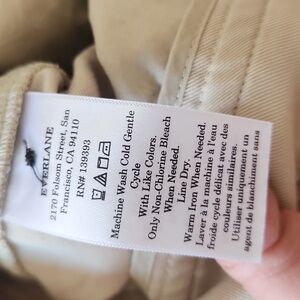 EVERLANE
2170 Folsom Street, San
Francisco, CA 94110
RN# 139393
Machine Wash Cold Gentle
Cycle
With Like Colors.
Only Non-Chlorine Bleach
When Needed.
Line Dry.
Warm Iron When Needed.
Laver à la machine à l'eau
froide cycle délicat avec des
couleurs similaires.
Utiliser uniquement un
agent de blanchiment sans